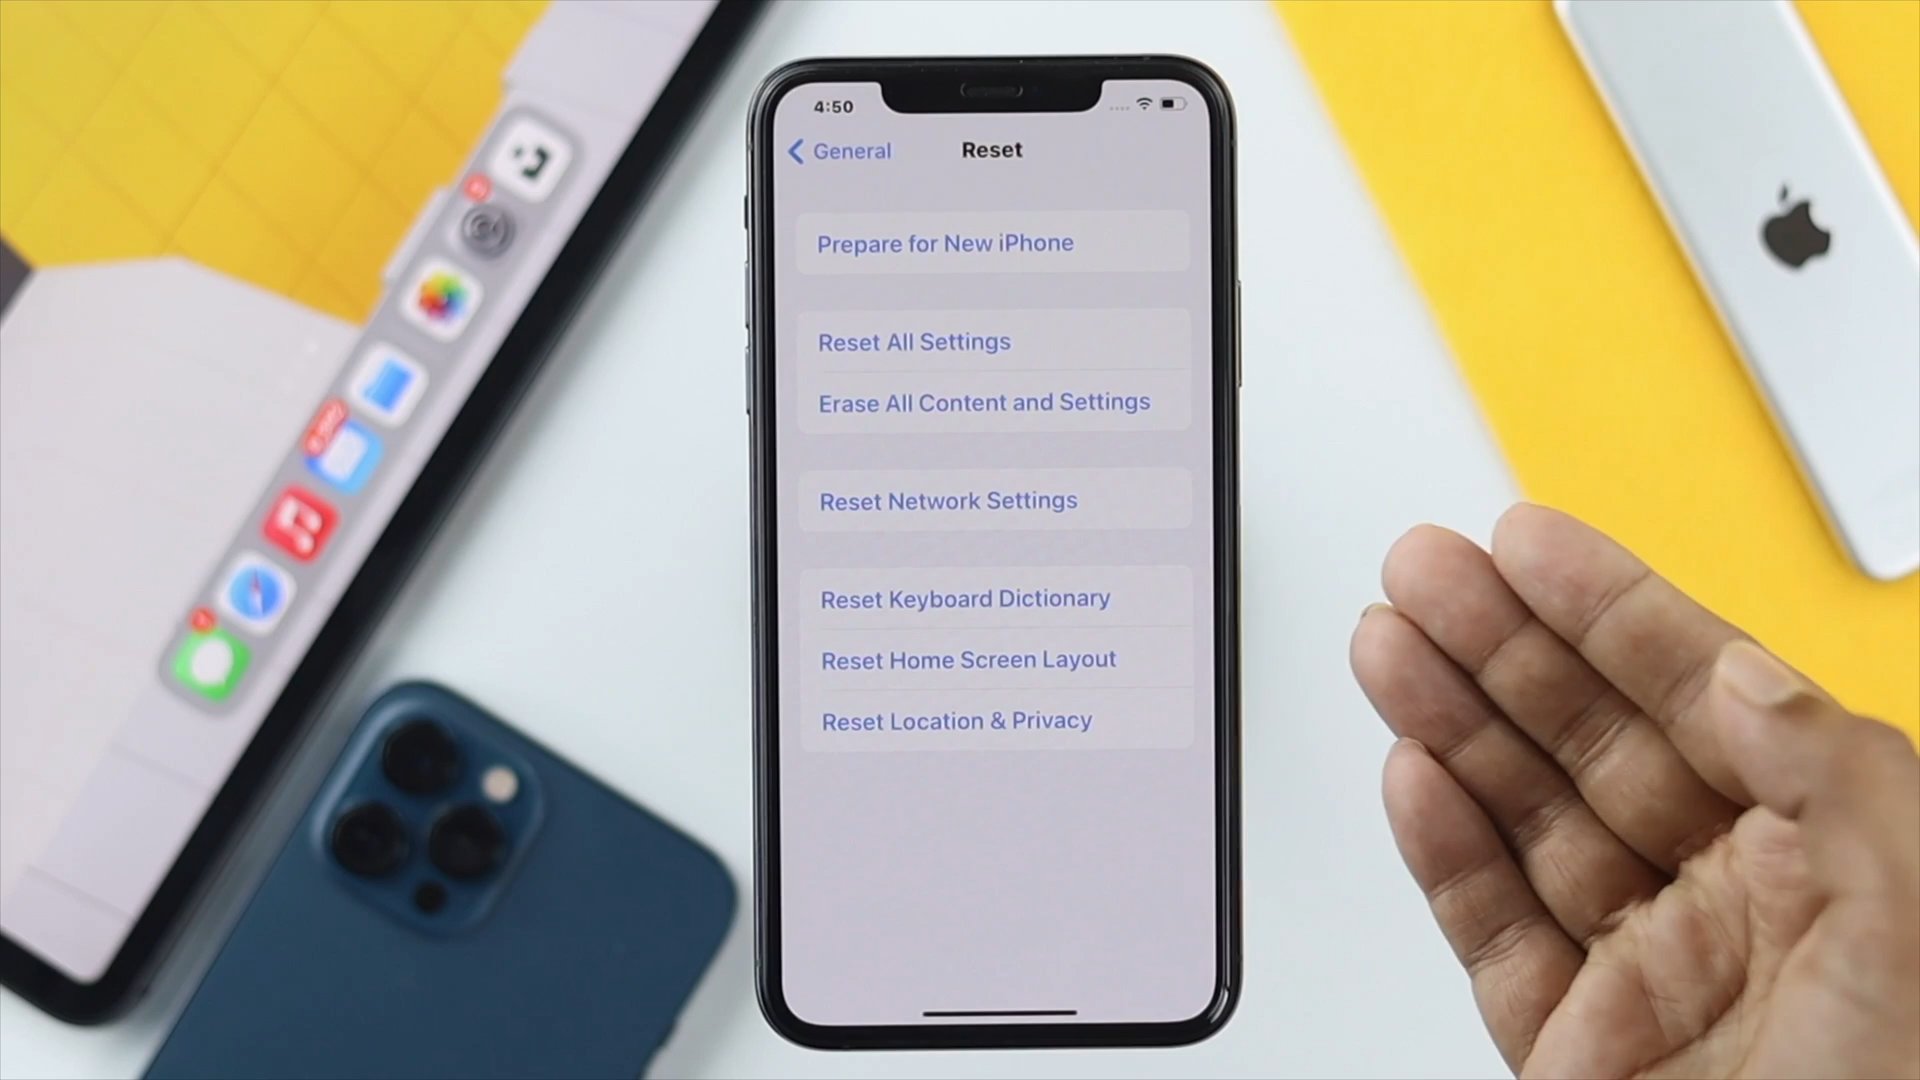 4:50
General
Reset
Prepare for New iPhone
Reset All Settings
Erase All Content and Settings
Reset Network Settings
Reset Keyboard Dictionary
Reset Home Screen Layout
Reset Location & Privacy